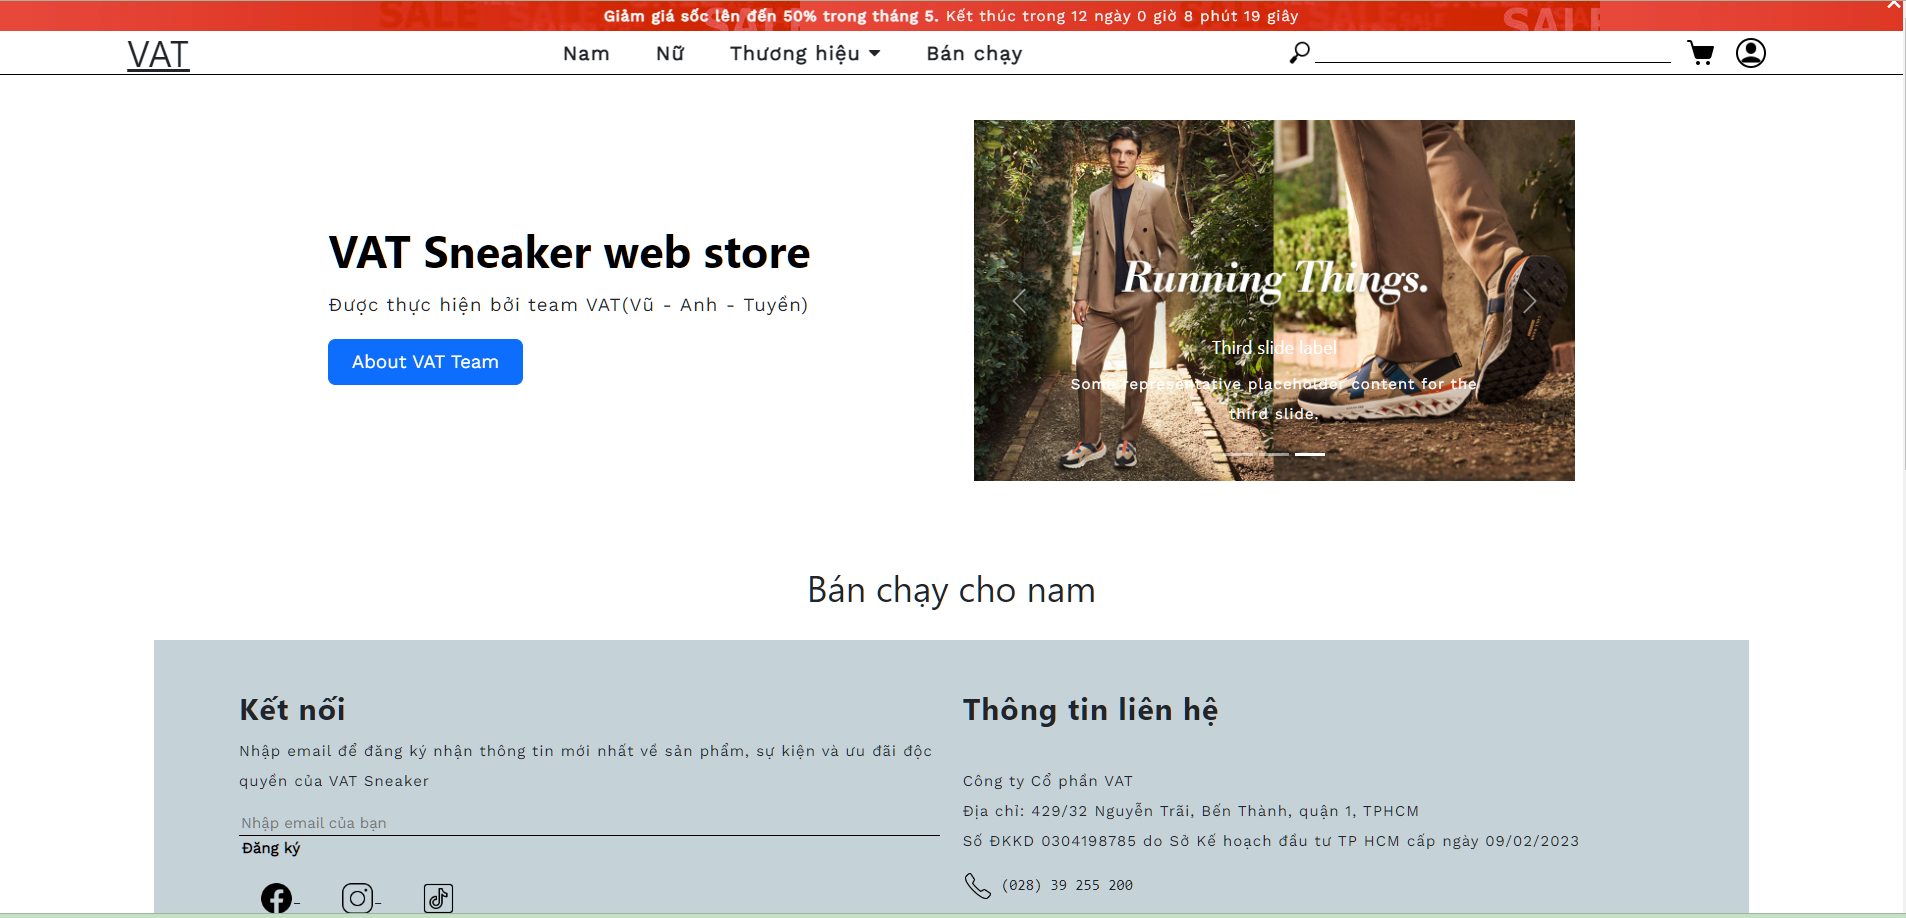 SALE SALE SALE
Giảm giá sốc lên đến 50% trong tháng 5. Kết thúc trong 12 ngày 0 giờ 8 phút 19 giây
VAT
Nam Nữ Thương hiệu Bán chạy
VAT Sneaker web store
Được thực hiện bởi team VAT(Vũ - Anh - Tuyền)
About VAT Team
Running Things.
Third slide label
Some representative placeholder content for the
third slide.
Bán chạy cho nam
Kết nối
Nhập email để đăng ký nhận thông tin mới nhất về sản phẩm, sự kiện và ưu đãi độc
quyền của VAT Sneaker
Nhập email của bạn
Đăng ký
Thông tin liên hệ
Công ty Cổ phần VAT
Địa chỉ: 429/32 Nguyễn Trãi, Bến Thành, quận 1, TPHCM
Số ĐKKD 0304198785 do Sở Kế hoạch đầu tư TP HCM cấp ngày 09/02/2023
(028) 39 255 200